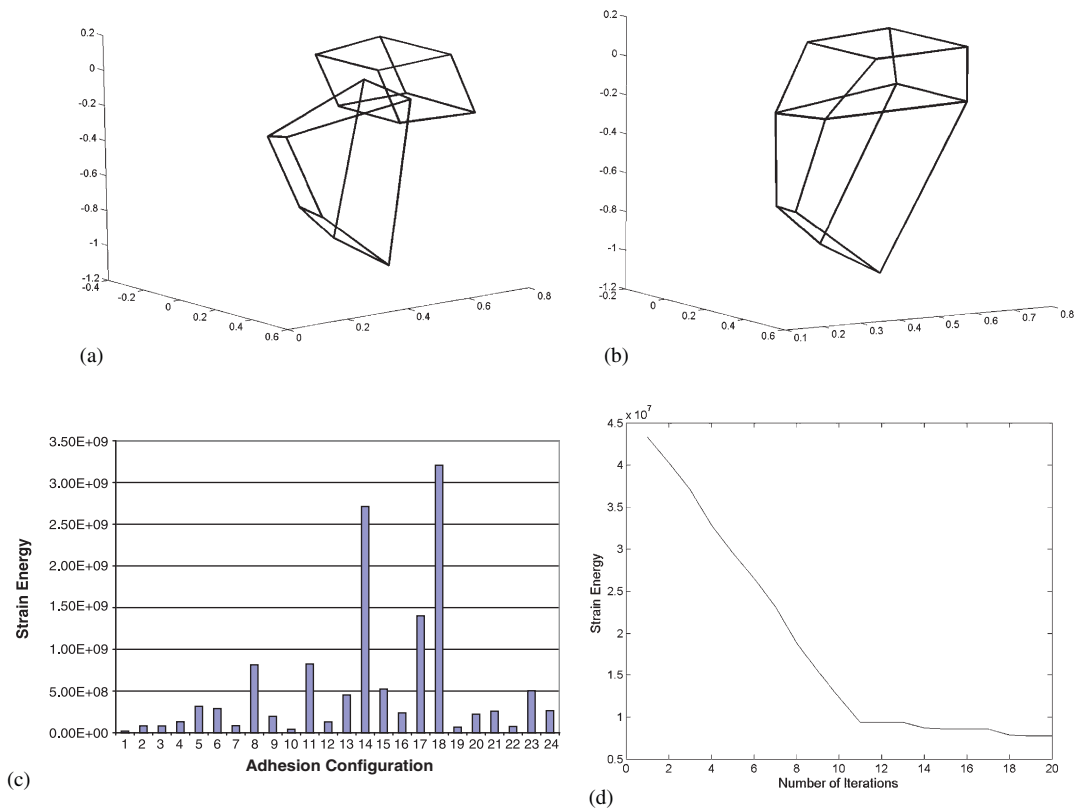 0.2
0
-0.2
-0.4
-0.6
-0.8
-1
-1.2
-0.4
-0.2
0
0.2
0.4
0.6
0
0.2
0.4
0.6
0.8
(a)
0.2
0
-0.2
-0.4
-0.6
-0.8
-1
-1.2
-0.2
0
0.2
0.4
0.6
0.1
0.2
0.3
0.4
0.5
0.6
0.7
0.8
(b)
3.50E+09
3.00E+09
2.50E+09
2.00E+09
1.50E+09
1.00E+09
5.00E+08
0.00E+00
Strain Energy
1 2 3 4 5 6 7 8 9 10 11 12 13 14 15 16 17 18 19 20 21 22 23 24
Adhesion Configuration
(c)
x 10^7
4.5
4
3.5
3
2.5
2
1.5
1
0.5
Strain Energy
0 2 4 6 8 10 12 14 16 18 20
Number of Iterations
(d)